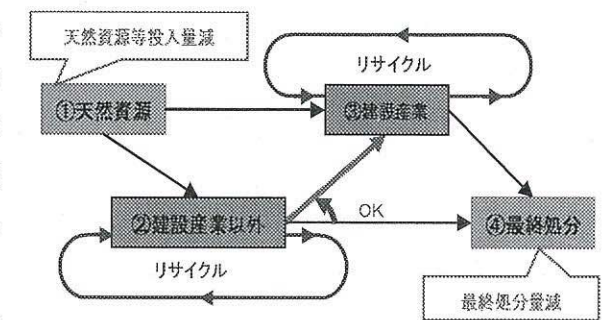 天然資源等投入量減
リサイクル
①天然資源
③建設産業
②建設産業以外
OK
④最終処分
リサイクル
最終処分量減